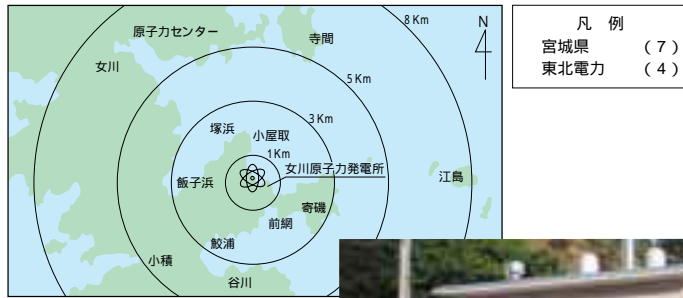 8Km
N
原子力センター
寺間
女川
5Km
3Km
塚浜
小屋取
1Km
女川原子力発電所
飯子浜
江島
寄磯
前網
鮫浦
小積
谷川
凡 例
宮城県 (7)
東北電力 (4)